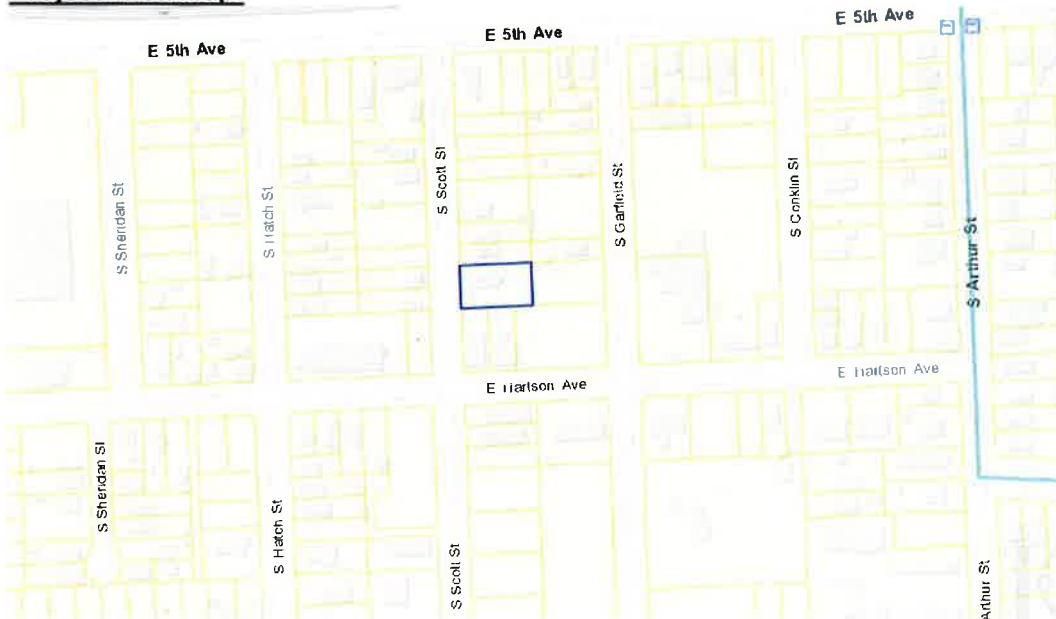 E 5th Ave
E 5th Ave
E 5th Ave
S Sheridan St
S Hatch St
S Scott St
S Garfield St
S Conklin St
S Arthur St
E Hartson Ave
E Hartson Ave
S Sheridan St
S Hatch St
S Scott St
Arthur St